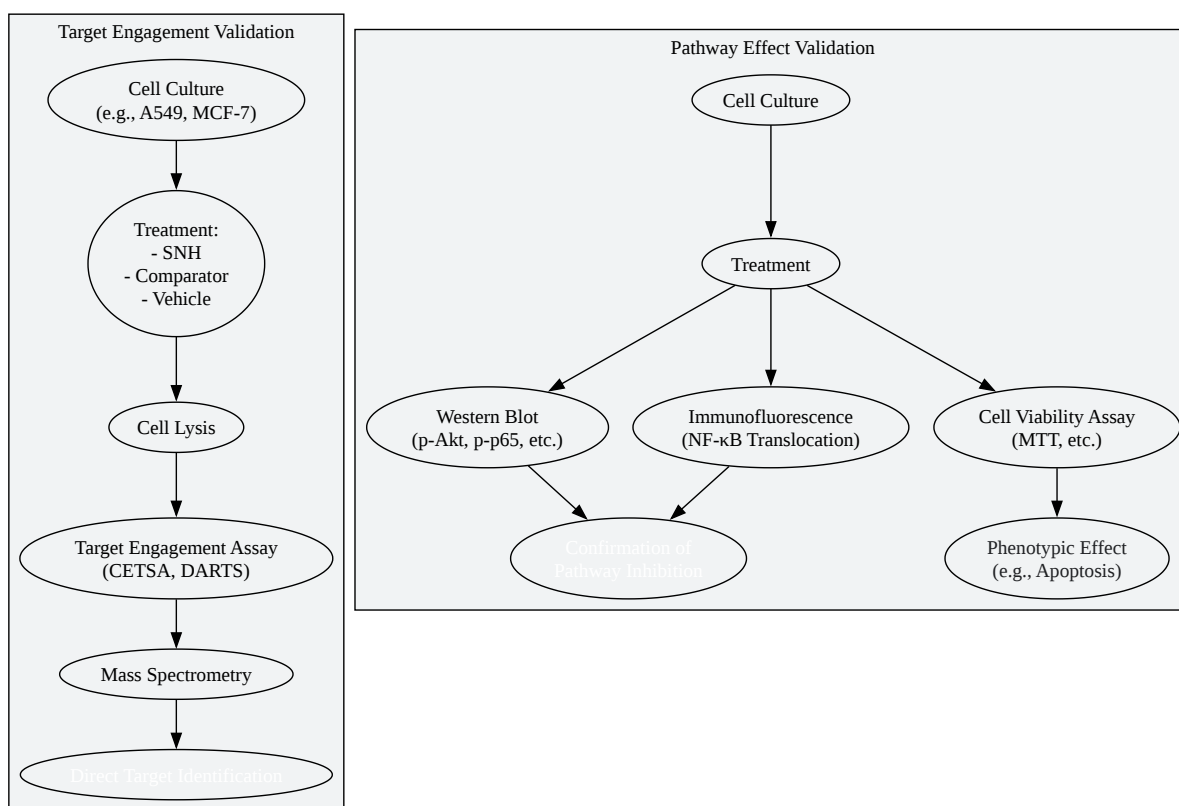 Target Engagement Validation
Cell Culture
(e.g., A549, MCF-7)
Treatment:
- SNH
- Comparator
- Vehicle
Cell Lysis
Target Engagement Assay
(CETSA, DARTS)
Mass Spectrometry
Direct Target Identification
Pathway Effect Validation
Cell Culture
Treatment
Western Blot
(p-Akt, p-p65, etc.)
Immunofluorescence
(NF-κB Translocation)
Cell Viability Assay
(MTT, etc.)
Confirmation of
Pathway Inhibition
Phenotypic Effect
(e.g., Apoptosis)